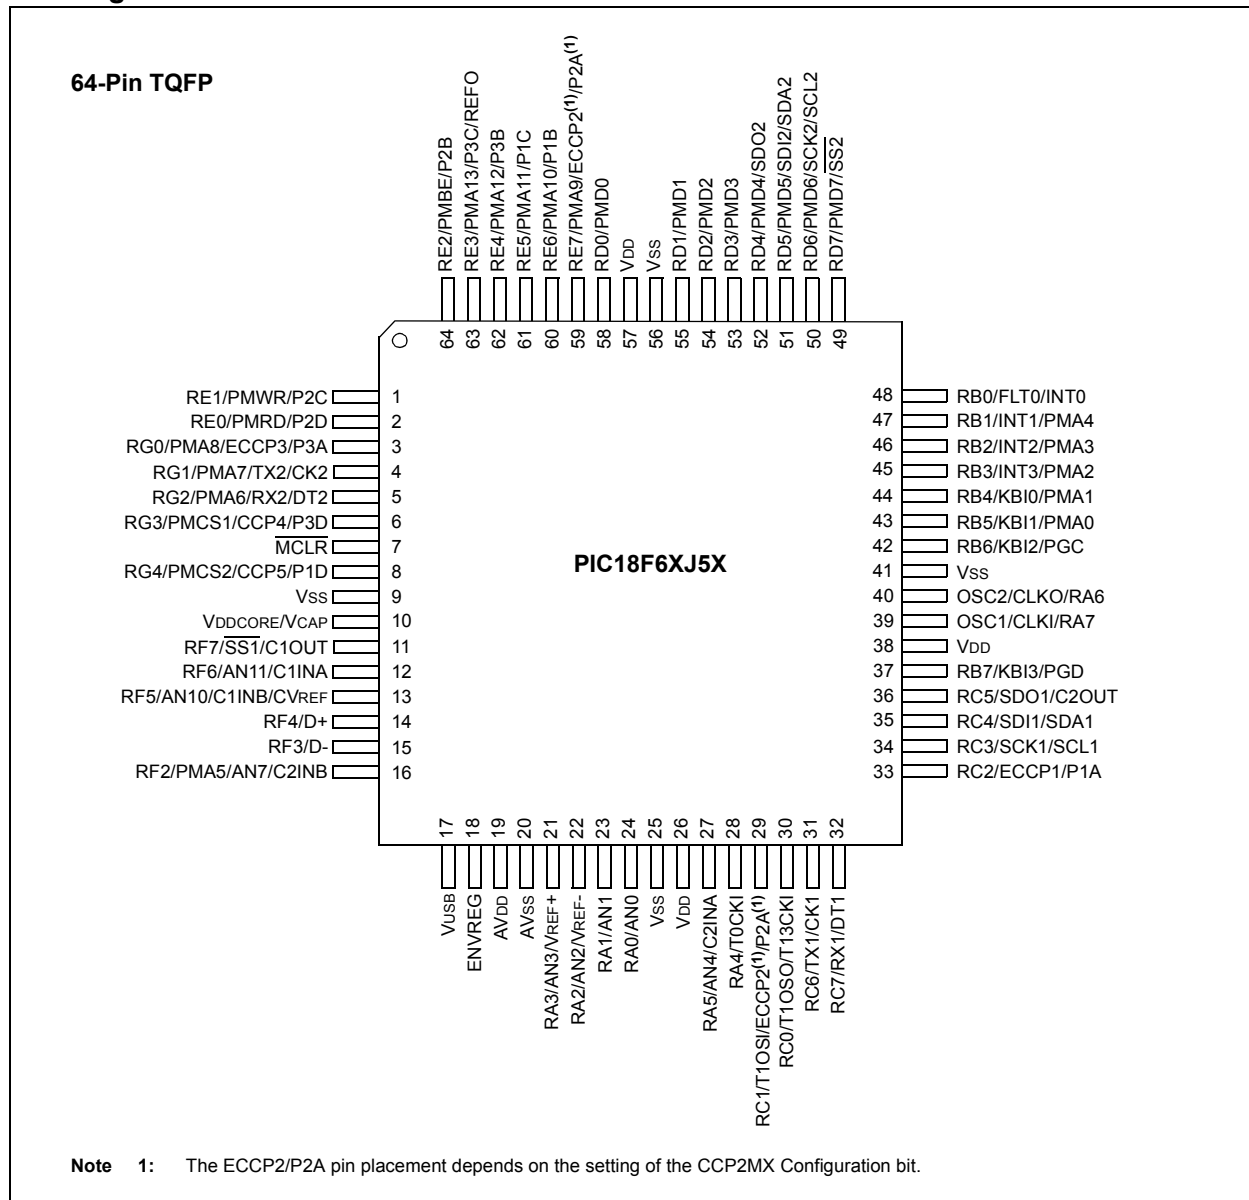 64-Pin TQFP
RE2/PMBE/P2B
RE3/PMA13/P3C/REFO
RE4/PMA12/P3B
RE5/PMA11/P1C
RE6/PMA10/P1B
RE7/PMA9/ECCP2(1)/P2A(1)
RD0/PMD0
VDD
VSS
RD1/PMD1
RD2/PMD2
RD3/PMD3
RD4/PMD4/SDO2
RD5/PMD5/SDI2/SDA2
RD6/PMD6/SCK2/SCL2
RD7/PMD7/SS2
64 63 62 61 60 59 58 57 56 55 54 53 52 51 50 49
RE1/PMWR/P2C 1
RE0/PMRD/P2D 2
RG0/PMA8/ECCP3/P3A 3
RG1/PMA7/TX2/CK2 4
RG2/PMA6/RX2/DT2 5
RG3/PMCS1/CCP4/P3D 6
MCLR 7
RG4/PMCS2/CCP5/P1D 8
VSS 9
VDDCORE/VCAP 10
RF7/SS1/C1OUT 11
RF6/AN11/C1INA 12
RF5/AN10/C1INB/CVREF 13
RF4/D+ 14
RF3/D- 15
RF2/PMA5/AN7/C2INB 16
PIC18F6XJ5X
48 RB0/FLT0/INT0
47 RB1/INT1/PMA4
46 RB2/INT2/PMA3
45 RB3/INT3/PMA2
44 RB4/KBI0/PMA1
43 RB5/KBI1/PMA0
42 RB6/KBI2/PGC
41 VSS
40 OSC2/CLKO/RA6
39 OSC1/CLKI/RA7
38 VDD
37 RB7/KBI3/PGD
36 RC5/SDO1/C2OUT
35 RC4/SDI1/SDA1
34 RC3/SCK1/SCL1
33 RC2/ECCP1/P1A
17 18 19 20 21 22 23 24 25 26 27 28 29 30 31 32
VUSB
ENVREG
AVDD
AVSS
RA3/AN3/VREF+
RA2/AN2/VREF-
RA1/AN1
RA0/AN0
VSS
VDD
RA5/AN4/C2INA
RA4/T0CKI
RC1/T1OSI/ECCP2(1)/P2A(1)
RC0/T1OSO/T13CKI
RC6/TX1/CK1
RC7/RX1/DT1
Note 1: The ECCP2/P2A pin placement depends on the setting of the CCP2MX Configuration bit.